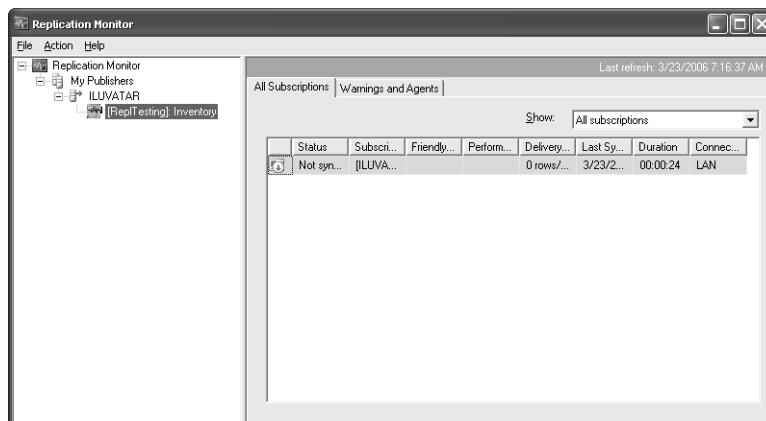 Replication Monitor
File Action Help
Replication Monitor
My Publishers
ILUVATAR
[ReplTesting]: Inventory
Last refresh: 3/23/2006 7:16:37 AM
All Subscriptions Warnings and Agents
Show: All subscriptions
Status Subscri... Friendly... Perform... Delivery... Last Sy... Duration Connec...
Not syn... [ILUVA... 0 rows/... 3/23/2... 00:00:24 LAN